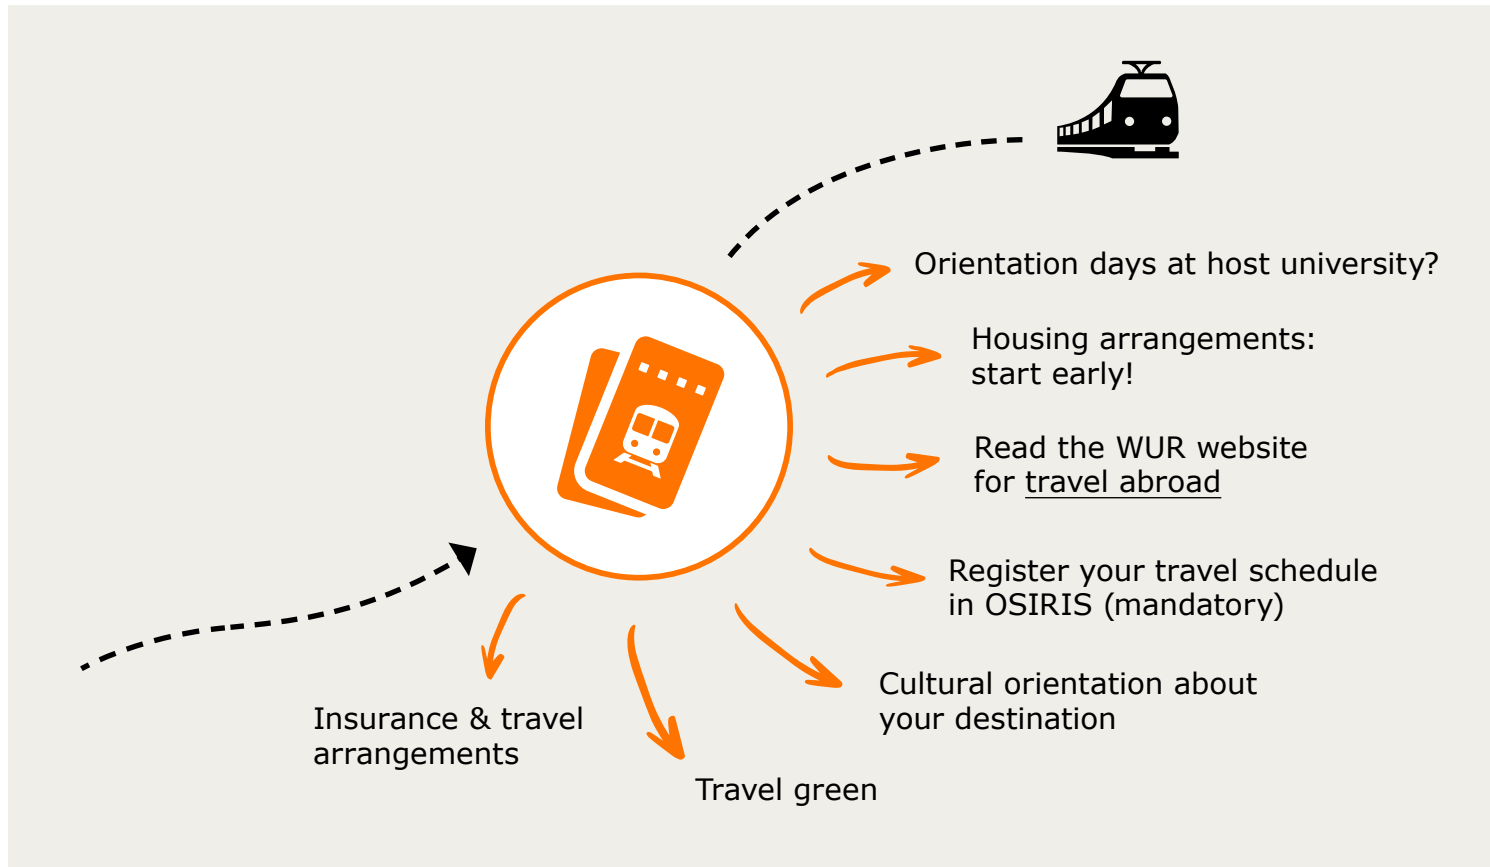 Orientation days at host university?
Housing arrangements:
start early!
Read the WUR website
for travel abroad
Register your travel schedule
in OSIRIS (mandatory)
Cultural orientation about
your destination
Travel green
Insurance & travel
arrangements